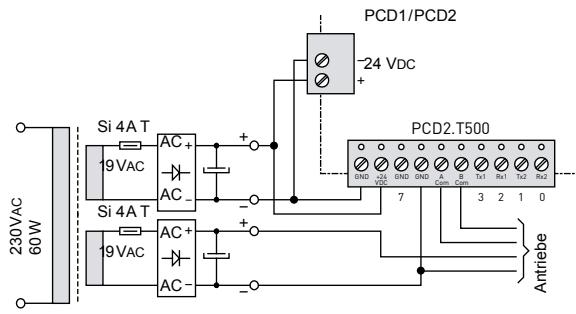 PCD1/PCD2
– 24 VDC
+
PCD2.T500
GND +24 VDC GND GND A Com B Com Tx1 Rx1 Tx2 Rx2
7 3 2 1 0
Si 4A T
19VAC
AC +
AC –
+
–
Si 4A T
19VAC
AC +
AC –
+
–
230VAC
60 W
Antriebe